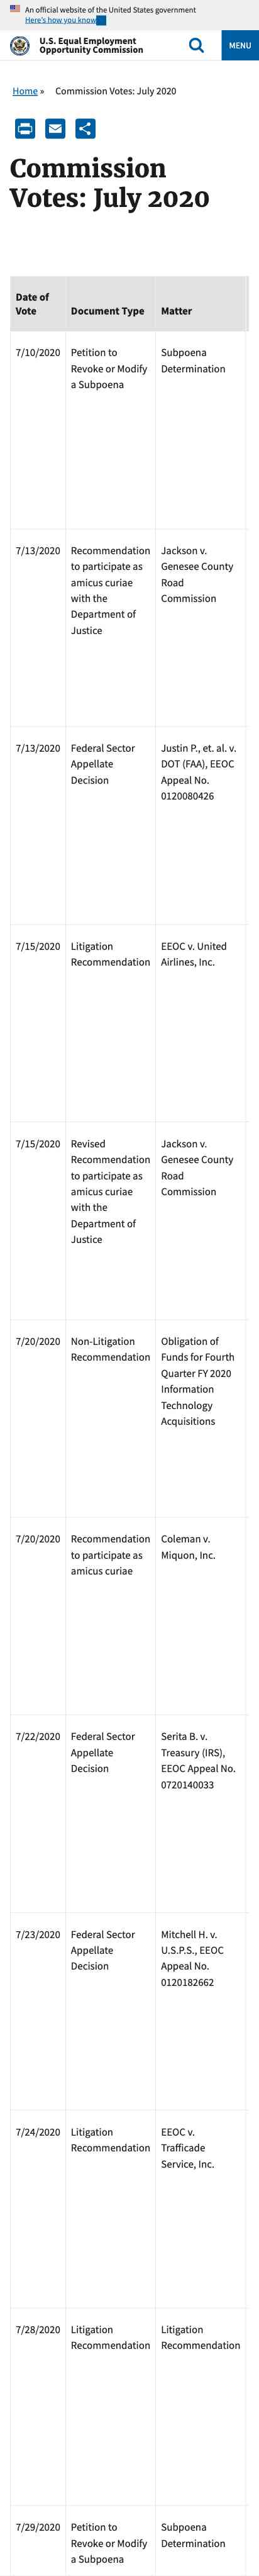 An official website of the United States government
Here's how you know
U.S. Equal Employment
Opportunity Commission
MENU
Home » Commission Votes: July 2020
Commission
Votes: July 2020
Date of
Vote
Document Type
Matter
7/10/2020
Petition to
Revoke or Modify
a Subpoena
Subpoena
Determination
7/13/2020
Recommendation
to participate as
amicus curiae
with the
Department of
Justice
Jackson v.
Genesee County
Road
Commission
7/13/2020
Federal Sector
Appellate
Decision
Justin P., et. al. v.
DOT (FAA), EEOC
Appeal No.
0120080426
7/15/2020
Litigation
Recommendation
EEOC v. United
Airlines, Inc.
7/15/2020
Revised
Recommendation
to participate as
amicus curiae
with the
Department of
Justice
Jackson v.
Genesee County
Road
Commission
7/20/2020
Non-Litigation
Recommendation
Obligation of
Funds for Fourth
Quarter FY 2020
Information
Technology
Acquisitions
7/20/2020
Recommendation
to participate as
amicus curiae
Coleman v.
Miquon, Inc.
7/22/2020
Federal Sector
Appellate
Decision
Serita B. v.
Treasury (IRS),
EEOC Appeal No.
0720140033
7/23/2020
Federal Sector
Appellate
Decision
Mitchell H. v.
U.S.P.S., EEOC
Appeal No.
0120182662
7/24/2020
Litigation
Recommendation
EEOC v.
Trafficade
Service, Inc.
7/28/2020
Litigation
Recommendation
Litigation
Recommendation
7/29/2020
Petition to
Revoke or Modify
a Subpoena
Subpoena
Determination